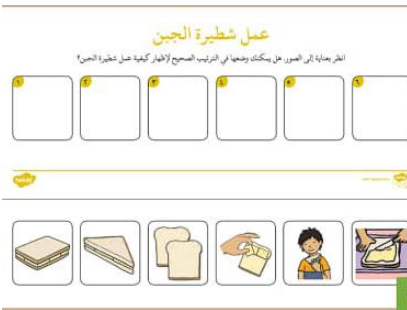 عمل شطيرة الجبن
انظر بعناية إلى الصور. هل يمكنك وضعها في الترتيب الصحيح لإظهار كيفية عمل شطيرة الجبن؟
١ ٢ ٣ ٤ ٥ ٦